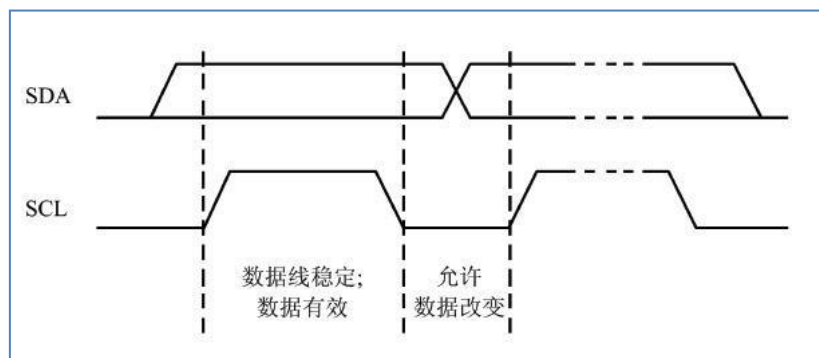 SDA
SCL
数据线稳定;
数据有效
允许
数据改变